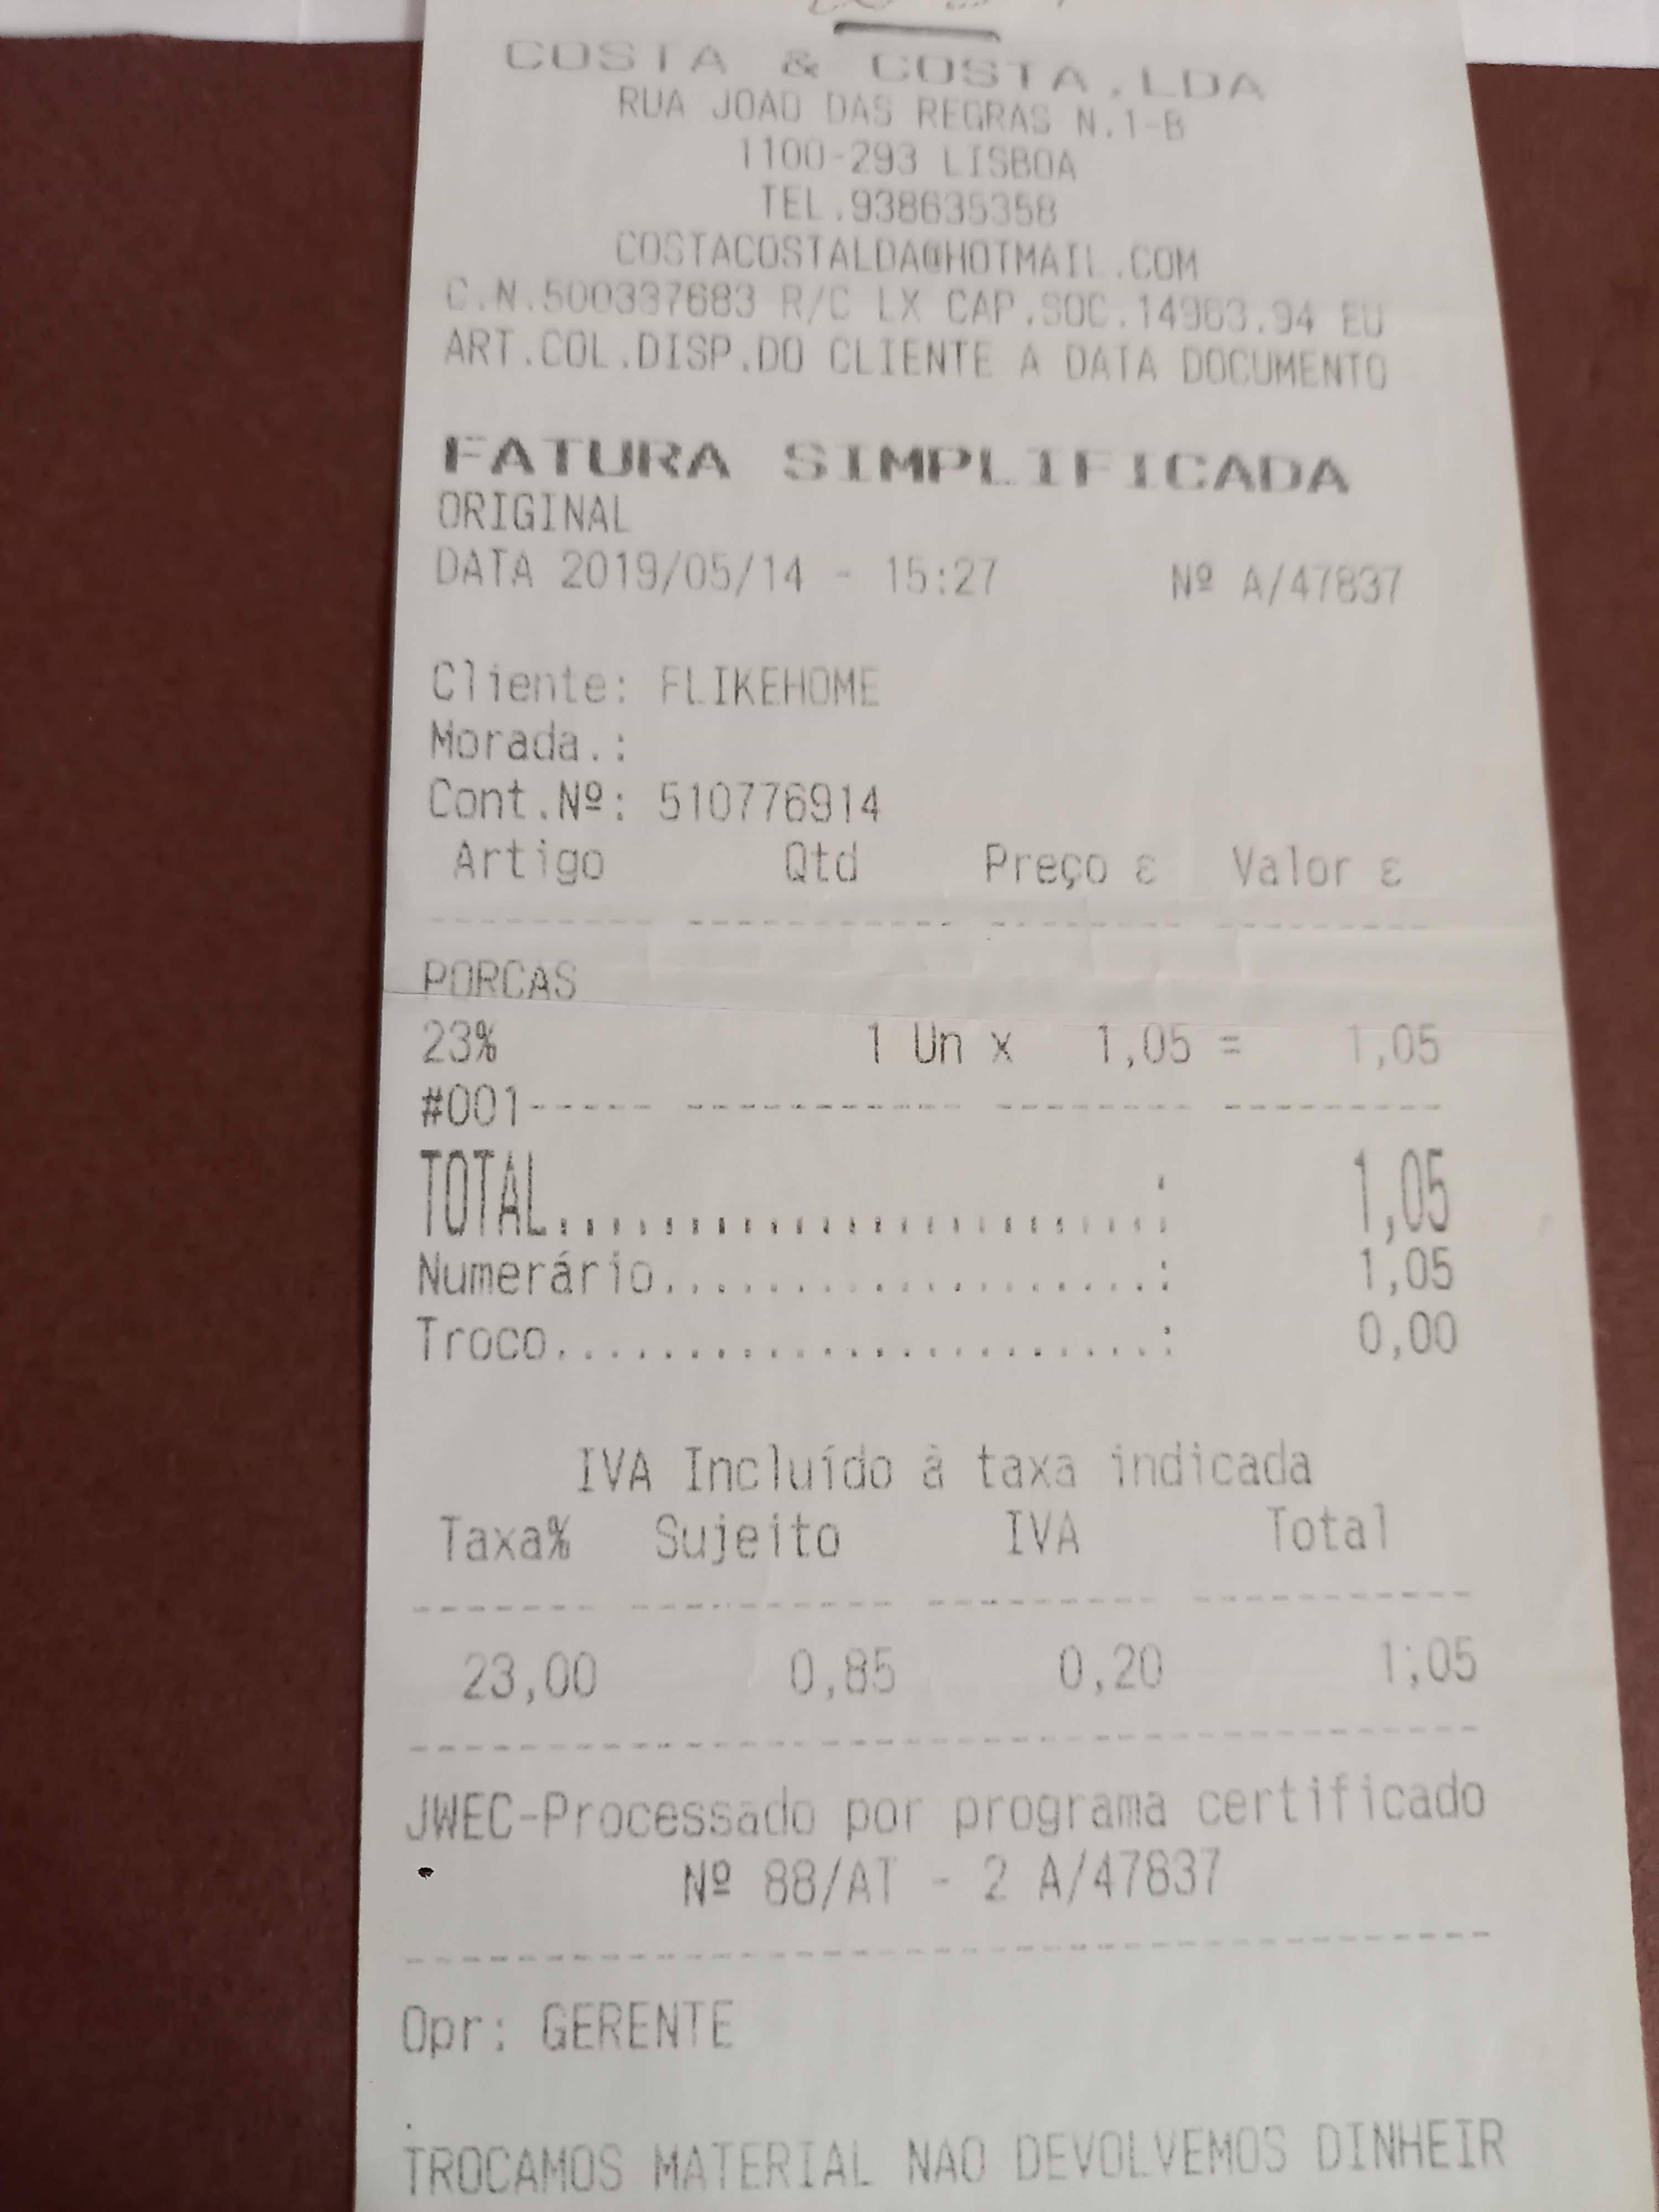 COSTA & COSTA,LDA
RUA JOAO DAS REGRAS N.1-B
1100-293 LISBOA
TEL.938635358
COSTACOSTALDA@HOTMAIL.COM
C.N.500337683 R/C LX CAP.SOC.14963.94 EU
ART.COL.DISP.DO CLIENTE A DATA DOCUMENTO
FATURA SIMPLIFICADA
ORIGINAL
DATA 2019/05/14 - 15:27 Nº A/47837
Cliente: FLIKEHOME
Morada.:
Cont.Nº: 510776914
Artigo Qtd Preço ε Valor ε
PORCAS
23% 1 Un x 1,05 = 1,05
#001----- ----------- -------- ---------
TOTAL........................: 1,05
Numerário....................: 1,05
Troco........................: 0,00
IVA Incluído à taxa indicada
Taxa% Sujeito IVA Total
23,00 0,85 0,20 1,05
JWEC-Processado por programa certificado
Nº 88/AT - 2 A/47837
Opr: GERENTE
.
TROCAMOS MATERIAL NAO DEVOLVEMOS DINHEIR